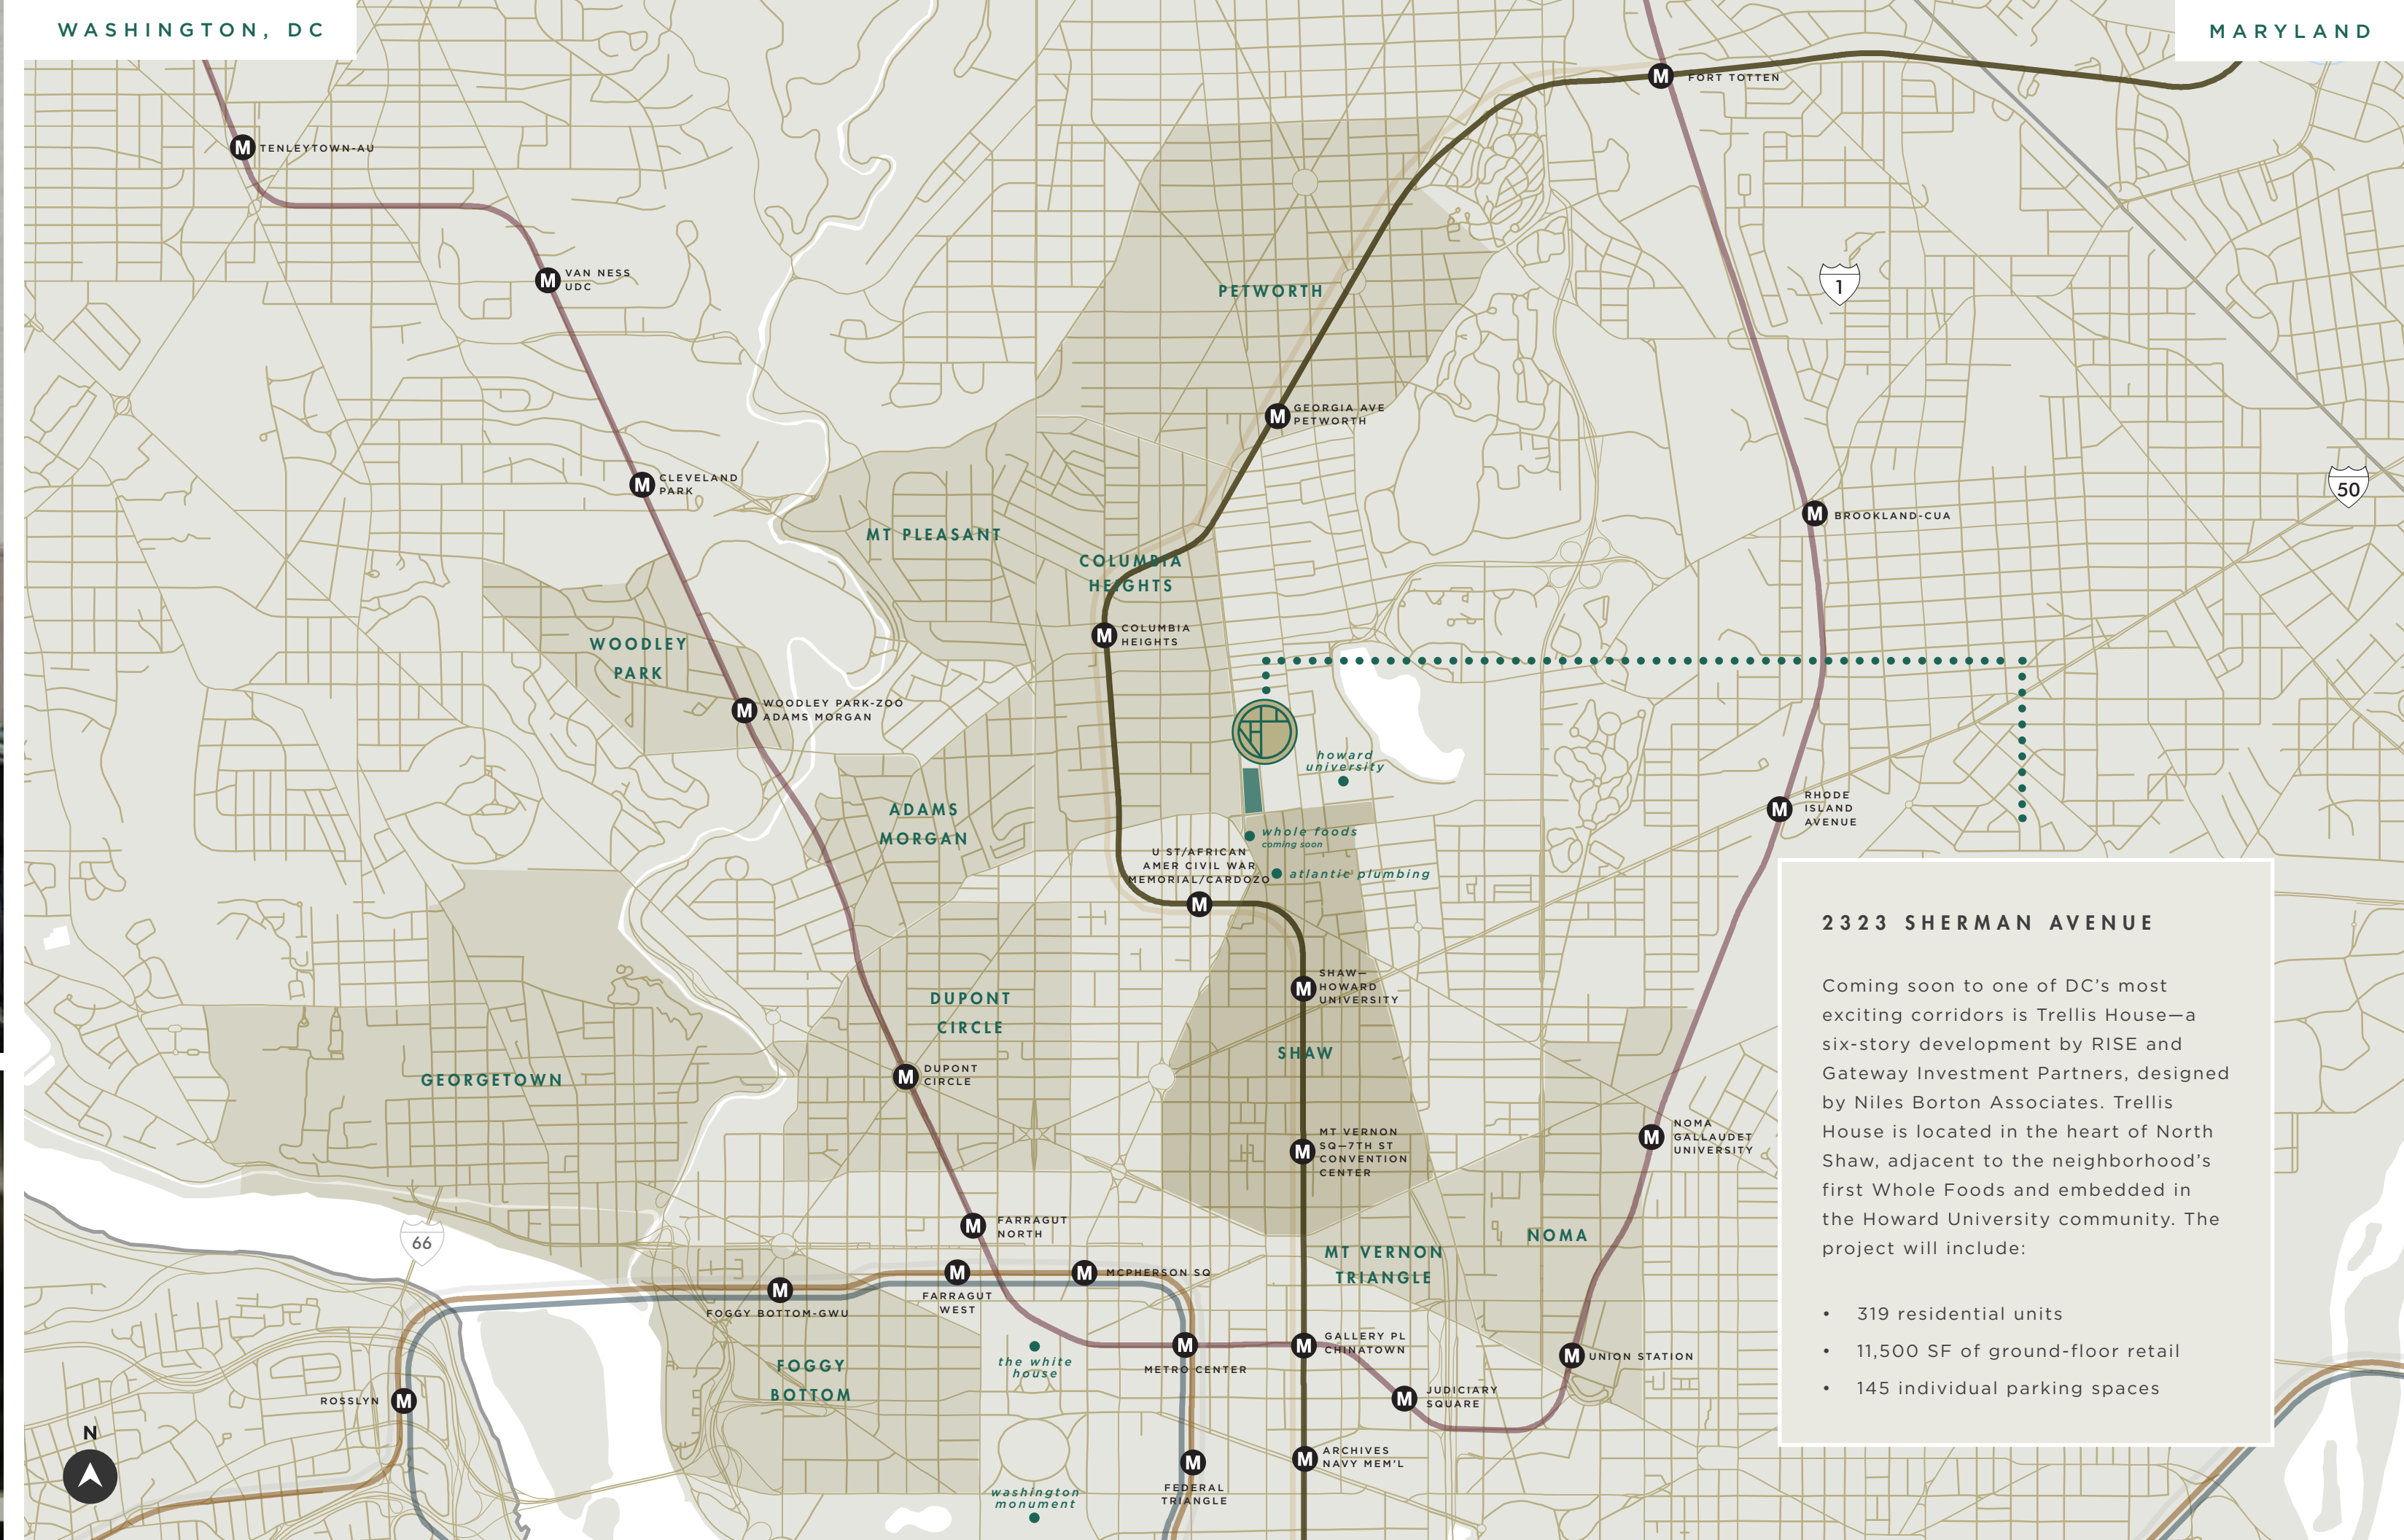 WASHINGTON, DC
MARYLAND
M FORT TOTTEN
M TENLEYTOWN-AU
M VAN NESS
UDC
1
PETWORTH
M GEORGIA AVE
PETWORTH
M CLEVELAND
PARK
50
M BROOKLAND-CUA
MT PLEASANT
COLUMBIA
HEIGHTS
M COLUMBIA
HEIGHTS
WOODLEY
PARK
M WOODLEY PARK-ZOO
ADAMS MORGAN
howard
university
ADAMS
MORGAN
M RHODE
ISLAND
AVENUE
whole foods
coming soon
U ST/AFRICAN
AMER CIVIL WAR
MEMORIAL/CARDOZO
M
atlantic plumbing
M SHAW—
HOWARD
UNIVERSITY
DUPONT
CIRCLE
SHAW
M DUPONT
CIRCLE
GEORGETOWN
M MT VERNON
SQ—7TH ST
CONVENTION
CENTER
M NOMA
GALLAUDET
UNIVERSITY
M FARRAGUT
NORTH
66
NOMA
MT VERNON
TRIANGLE
M
FARRAGUT
WEST
M MCPHERSON SQ
M
FOGGY BOTTOM-GWU
M
METRO CENTER
M GALLERY PL
CHINATOWN
the white
house
FOGGY
BOTTOM
M UNION STATION
M JUDICIARY
SQUARE
ROSSLYN M
M ARCHIVES
NAVY MEM'L
M
FEDERAL
TRIANGLE
washington
monument
N
2323 SHERMAN AVENUE
Coming soon to one of DC's most
exciting corridors is Trellis House—a
six-story development by RISE and
Gateway Investment Partners, designed
by Niles Borton Associates. Trellis
House is located in the heart of North
Shaw, adjacent to the neighborhood's
first Whole Foods and embedded in
the Howard University community. The
project will include:
• 319 residential units
• 11,500 SF of ground-floor retail
• 145 individual parking spaces